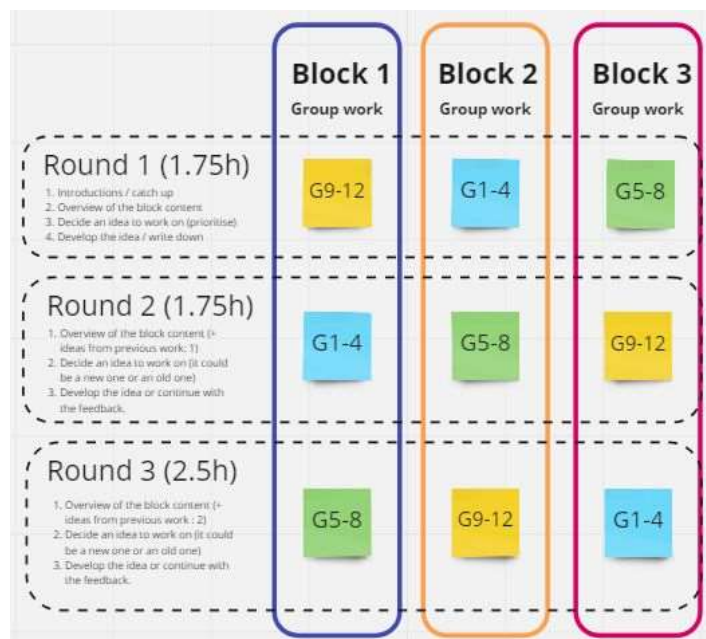 Block 1
Block 2
Block 3
Group work
Group work
Group work
Round 1 (1.75h)
1. Introductions / catch up
2. Overview of the block content
3. Decide an idea to work on (prioritise)
4. Develop the idea / write down
G9-12
G1-4
G5-8
Round 2 (1.75h)
1. Overview of the block content (+
ideas from previous work: 1)
2. Decide an idea to work on (it could
be a new one or an old one)
3. Develop the idea or continue with
the feedback.
G1-4
G5-8
G9-12
Round 3 (2.5h)
1. Overview of the block content (+
ideas from previous work : 2)
2. Decide an idea to work on (it could
be a new one or an old one)
3. Develop the idea or continue with
the feedback.
G5-8
G9-12
G1-4